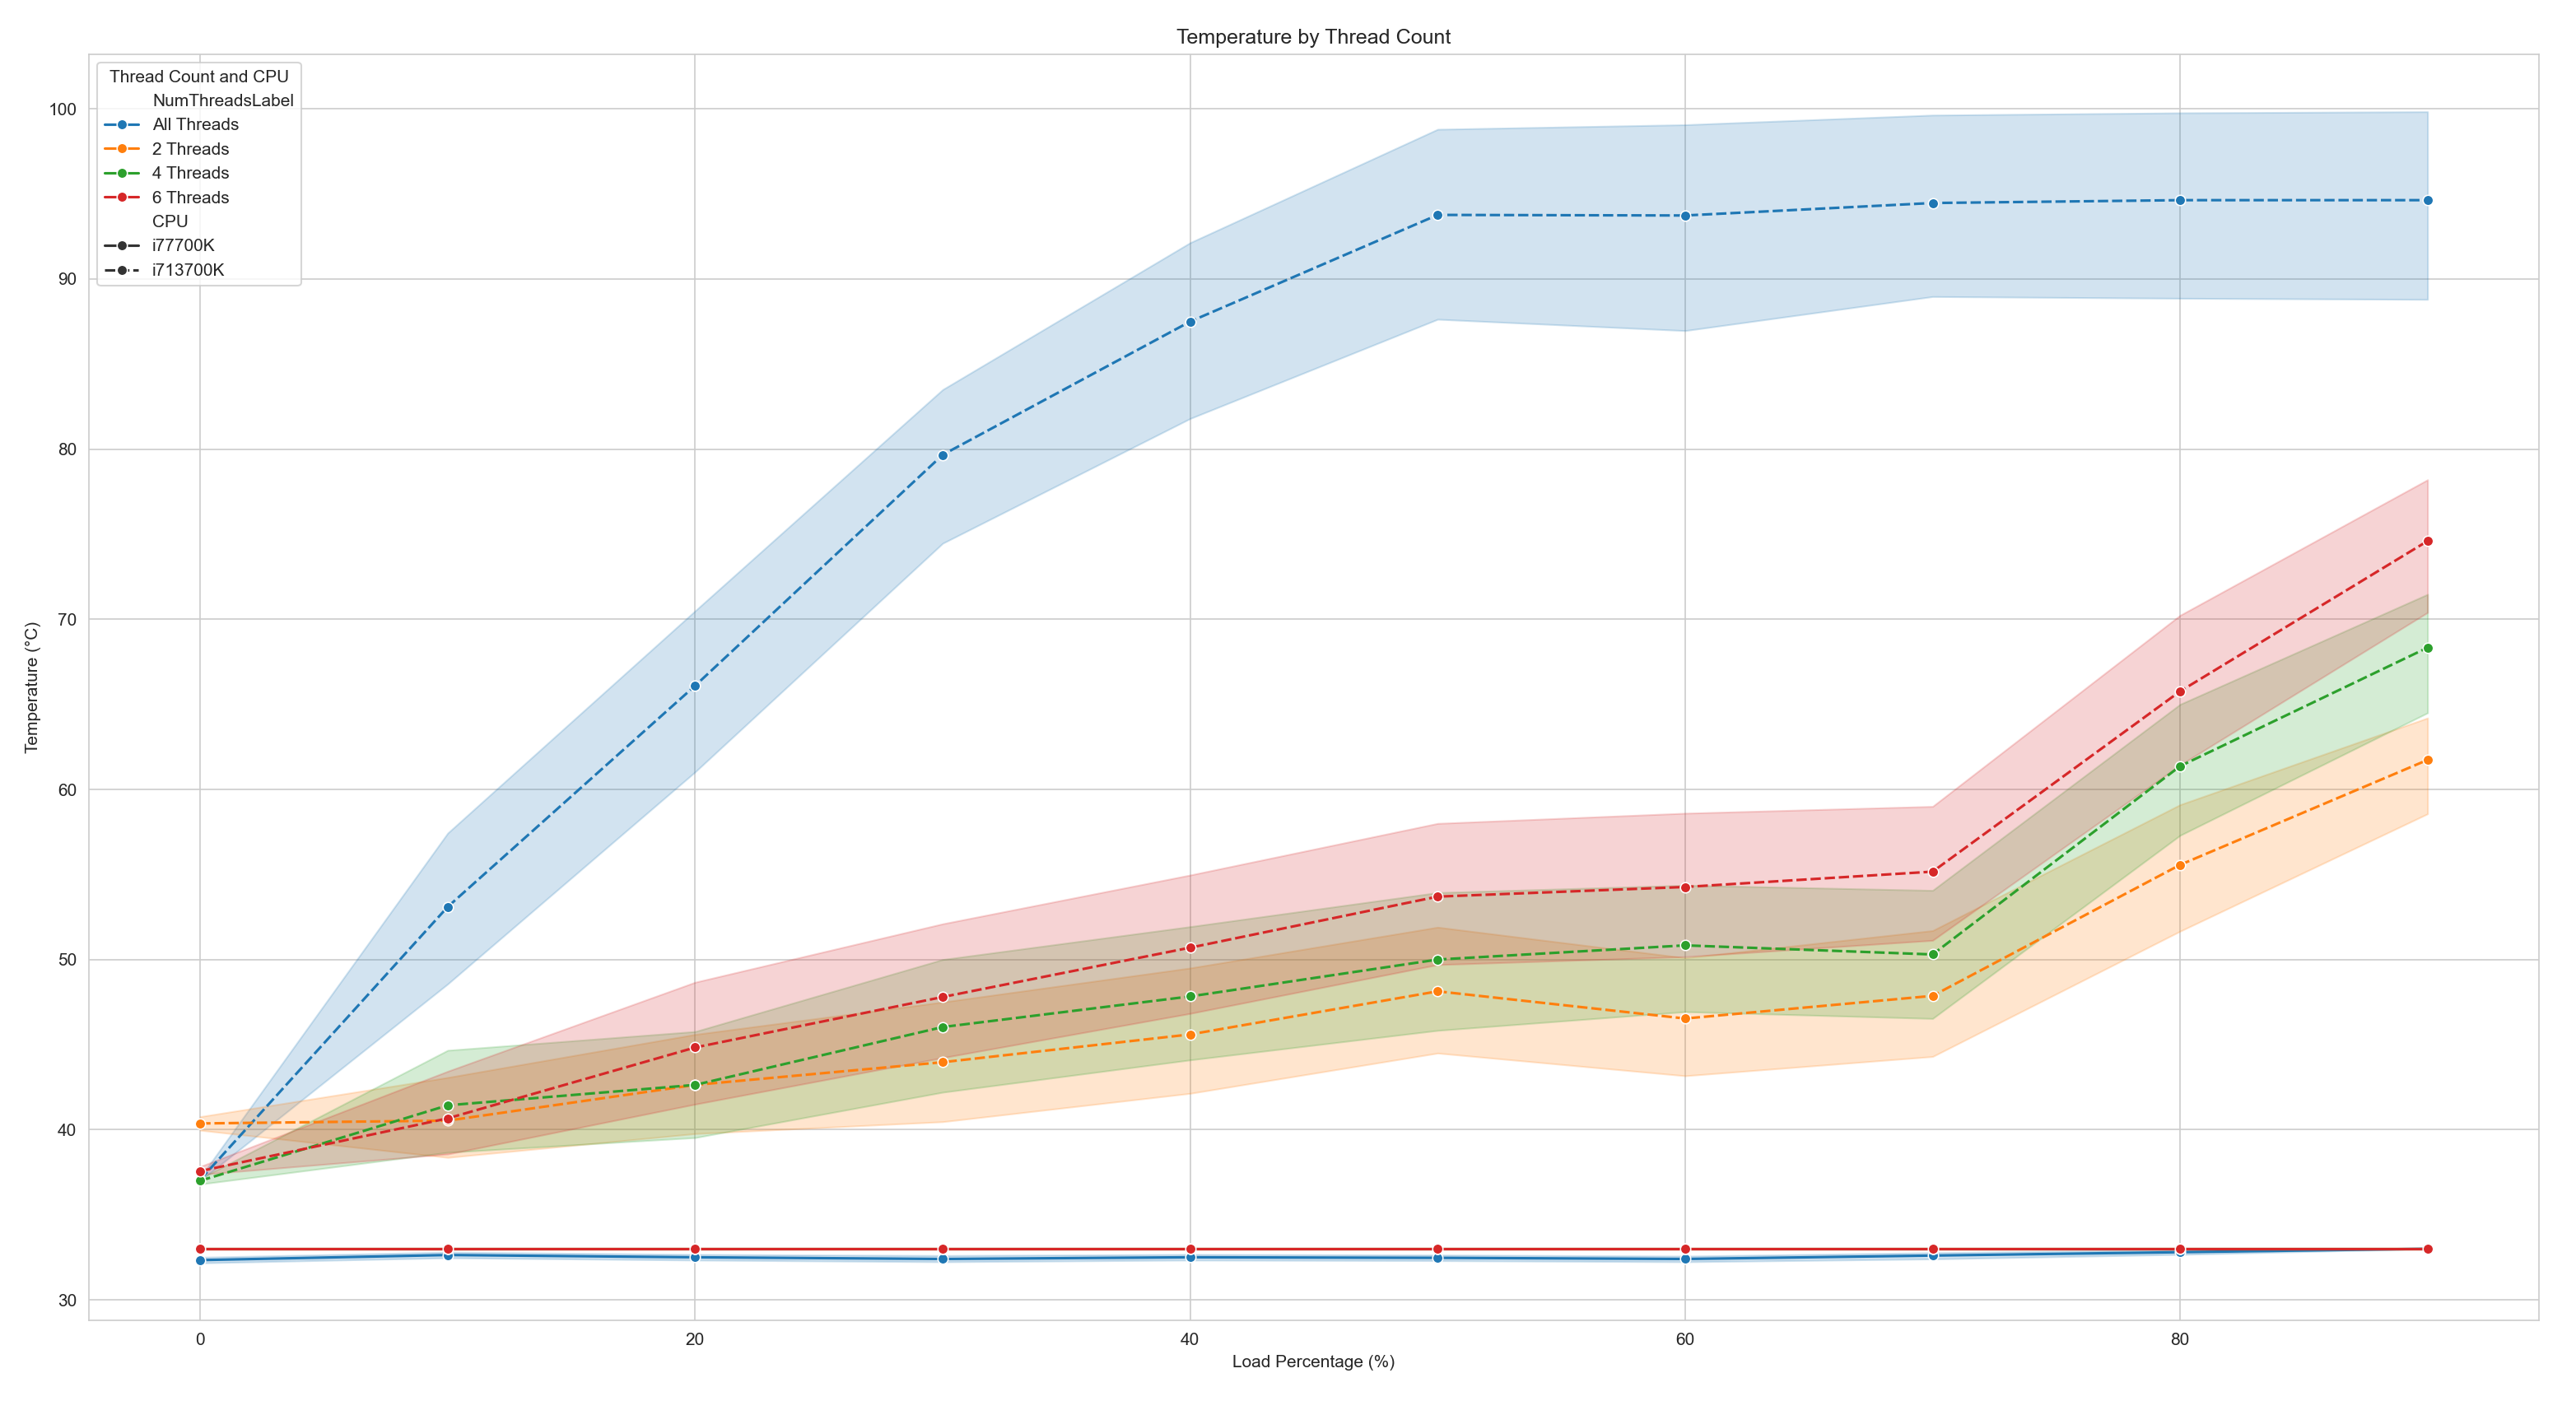 Temperature by Thread Count
Thread Count and CPU
NumThreadsLabel
All Threads
2 Threads
4 Threads
6 Threads
CPU
i77700K
i713700K
100
90
80
70
60
50
40
30
Temperature (°C)
0 20 40 60 80
Load Percentage (%)